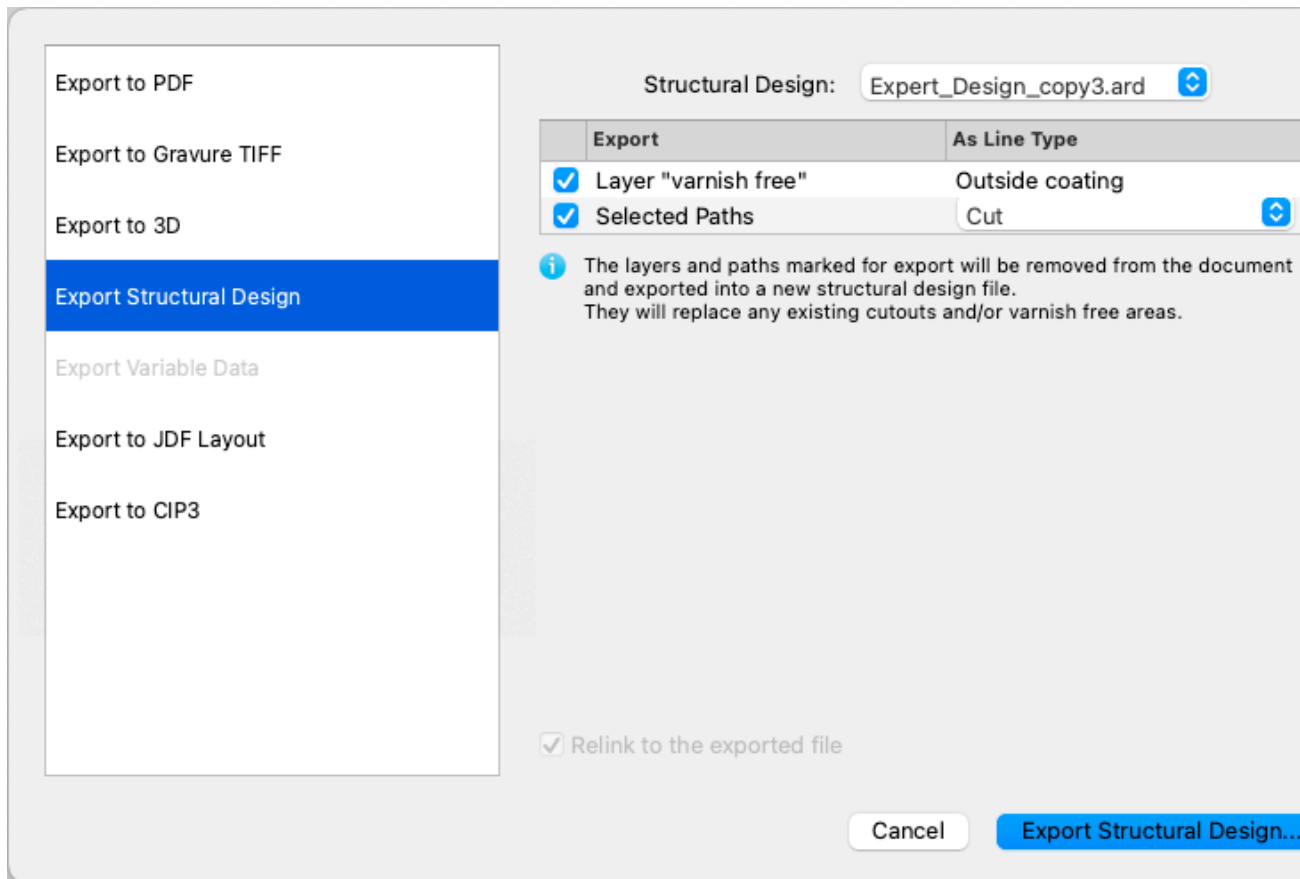 Export to PDF
Export to Gravure TIFF
Export to 3D
Export Structural Design
Export Variable Data
Export to JDF Layout
Export to CIP3
Structural Design: Expert_Design_copy3.ard
Export As Line Type
Layer "varnish free" Outside coating
Selected Paths Cut
The layers and paths marked for export will be removed from the document
and exported into a new structural design file.
They will replace any existing cutouts and/or varnish free areas.
Relink to the exported file
Cancel Export Structural Design...